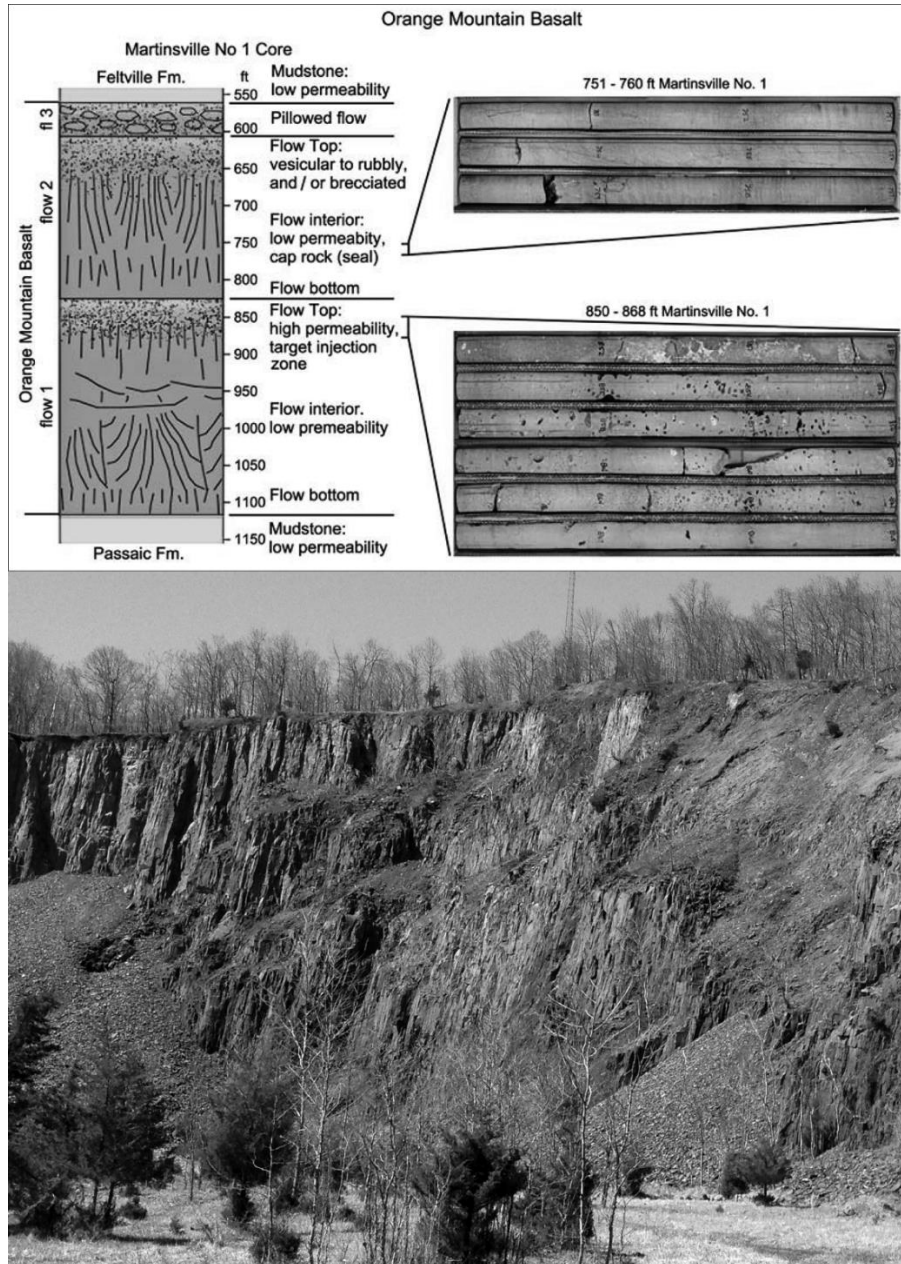 Orange Mountain Basalt
Martinsville No 1 Core
Feltville Fm.
ft
550
600
650
700
750
800
850
900
950
1000
1050
1100
1150
Orange Mountain Basalt
fl 3
flow 2
flow 1
Passaic Fm.
Mudstone:
low permeability
Pillowed flow
Flow Top:
vesicular to rubbly,
and / or brecciated
Flow interior:
low permeabity,
cap rock (seal)
Flow bottom
Flow Top:
high permeability,
target injection
zone
Flow interior.
low premeability
Flow bottom
Mudstone:
low permeability
751 - 760 ft Martinsville No. 1
850 - 868 ft Martinsville No. 1